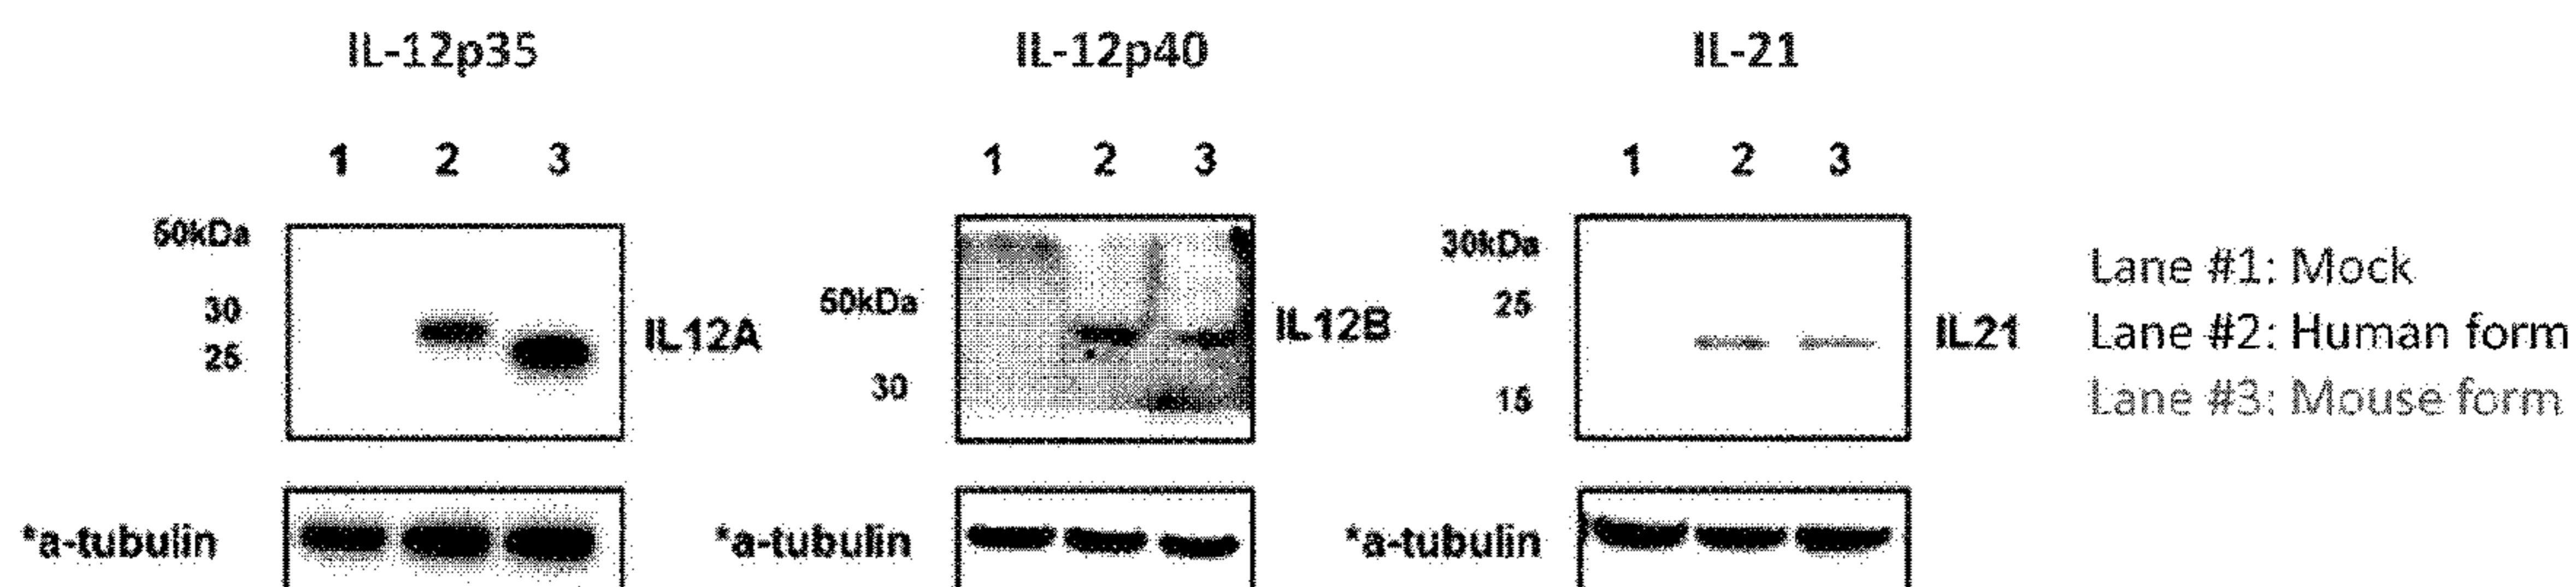 IL-12p35
IL-12p40
IL-21
1 2 3
1 2 3
1 2 3
50kDa
30
25
IL12A
50kDa
30
IL12B
30kDa
25
15
IL21
Lane #1: Mock
Lane #2: Human form
Lane #3: Mouse form
*a-tubulin
*a-tubulin
*a-tubulin